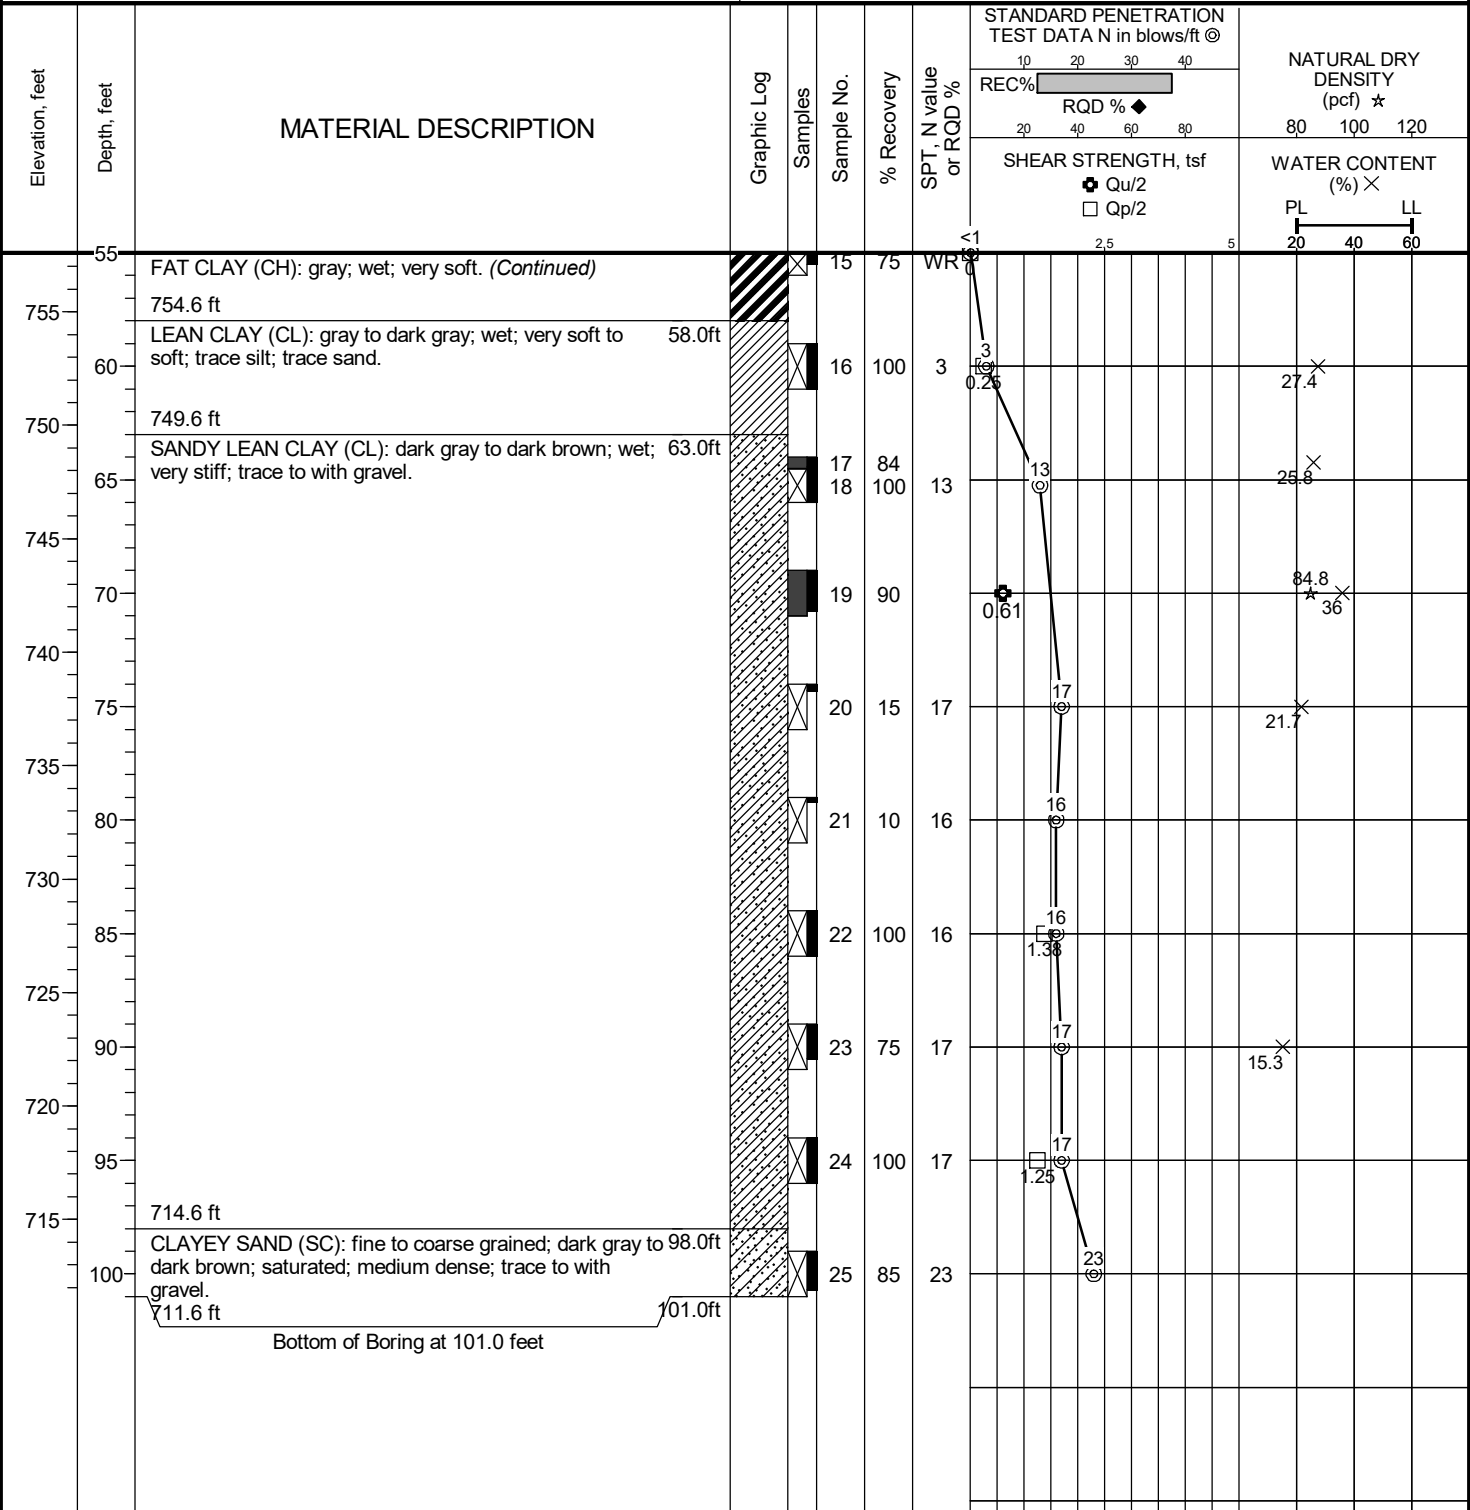 Elevation, feet
Depth, feet
MATERIAL DESCRIPTION
Graphic Log
Samples
Sample No.
% Recovery
SPT, N value
or RQD %
STANDARD PENETRATION
TEST DATA N in blows/ft
10 20 30 40
REC%
RQD %
20 40 60 80
SHEAR STRENGTH, tsf
Qu/2
Qp/2
2.5 5
NATURAL DRY
DENSITY
(pcf)
80 100 120
WATER CONTENT
(%)
PL LL
20 40 60
55
FAT CLAY (CH): gray; wet; very soft. (Continued)
15 75 WR <1 0
755
754.6 ft
LEAN CLAY (CL): gray to dark gray; wet; very soft to 58.0ft
soft; trace silt; trace sand.
60 16 100 3 3 0.25 27.4
749.6 ft
750
SANDY LEAN CLAY (CL): dark gray to dark brown; wet; 63.0ft
very stiff; trace to with gravel.
17 84 25.8
65 18 100 13 13
745
70 19 90 0.61 84.8 36
740
75 20 15 17 17 21.7
735
80 21 10 16 16
730
85 22 100 16 16 1.38
725
90 23 75 17 17 15.3
720
95 24 100 17 17 1.25
714.6 ft
715
CLAYEY SAND (SC): fine to coarse grained; dark gray to 98.0ft
dark brown; saturated; medium dense; trace to with
gravel.
100 25 85 23 23
711.6 ft 101.0ft
Bottom of Boring at 101.0 feet